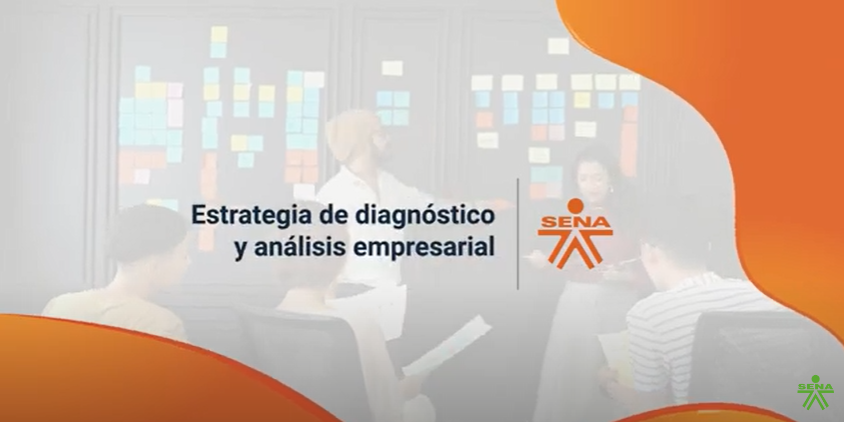 Estrategia de diagnóstico
y análisis empresarial
SENA
SENA